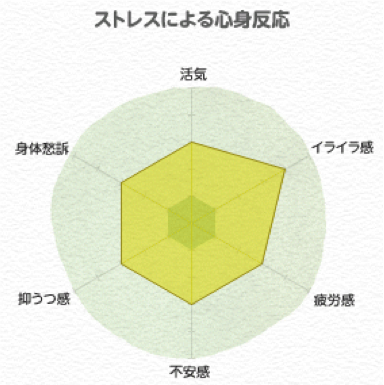 ストレスによる心身反応
活気
イライラ感
身体愁訴
疲労感
抑うつ感
不安感